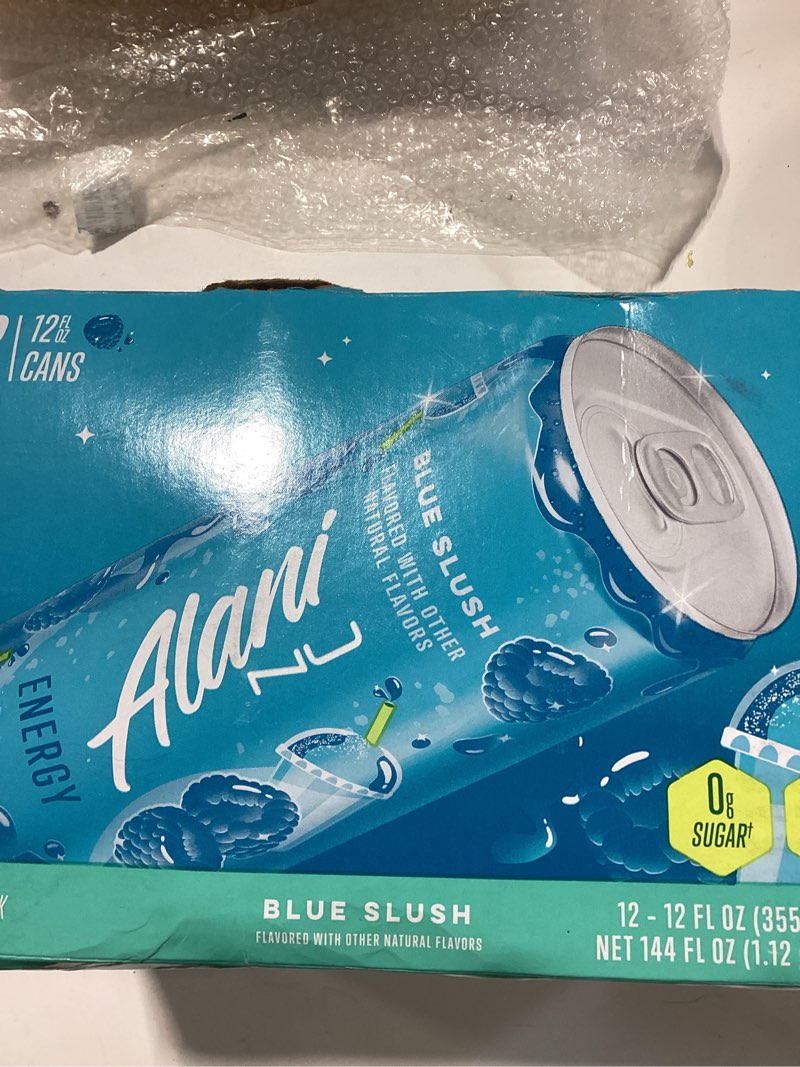 12 FL OZ
CANS
BLUE SLUSH
FLAVORED WITH OTHER
NATURAL FLAVORS
Alani
NU
ENERGY
0g
SUGAR†
BLUE SLUSH
FLAVORED WITH OTHER NATURAL FLAVORS
12 - 12 FL OZ (355
NET 144 FL OZ (1.12